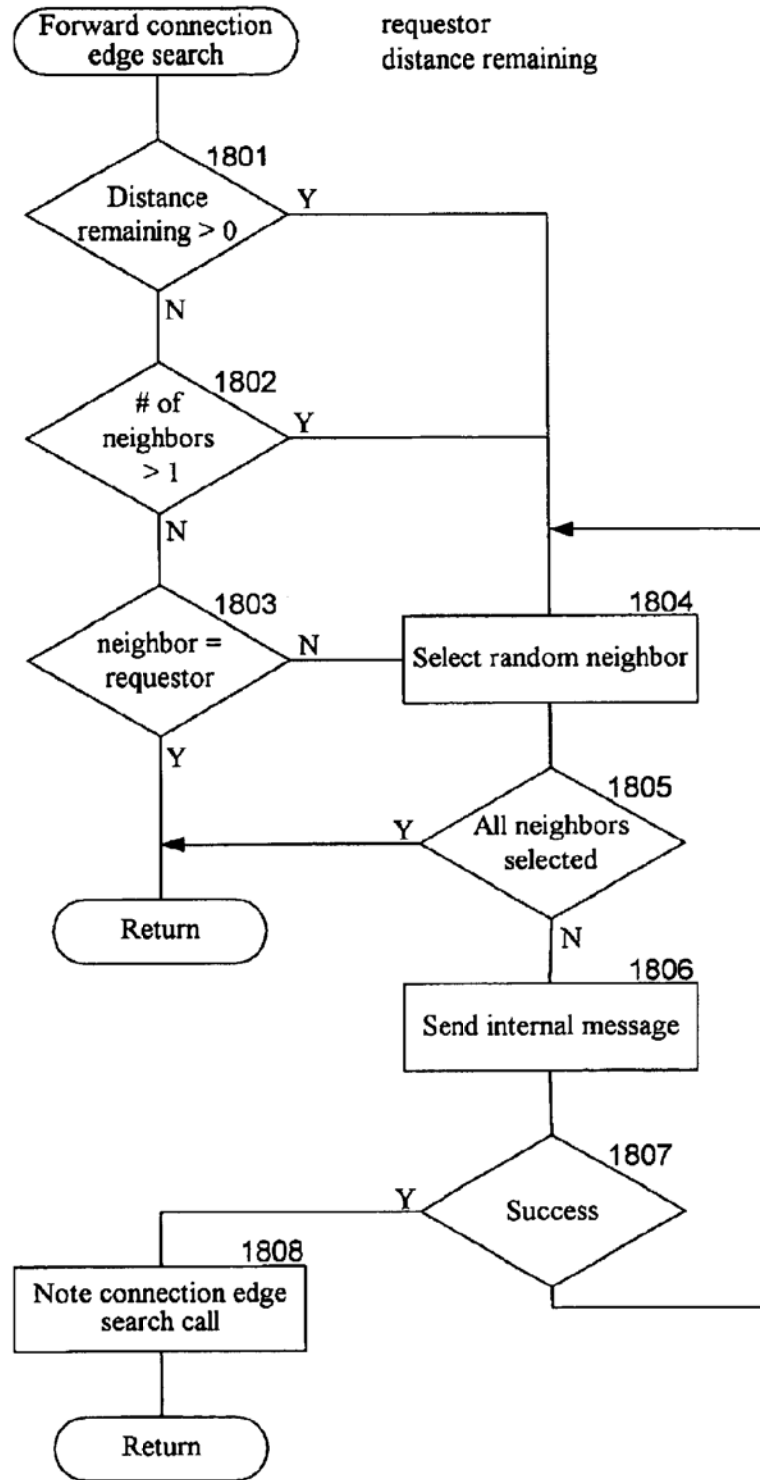 Forward connection
edge search
requestor
distance remaining
1801
Distance
remaining > 0
Y
N
1802
# of
neighbors
> 1
Y
N
1803
neighbor =
requestor
N
Y
1804
Select random neighbor
1805
All neighbors
selected
Y
N
Return
1806
Send internal message
1807
Success
Y
1808
Note connection edge
search call
Return